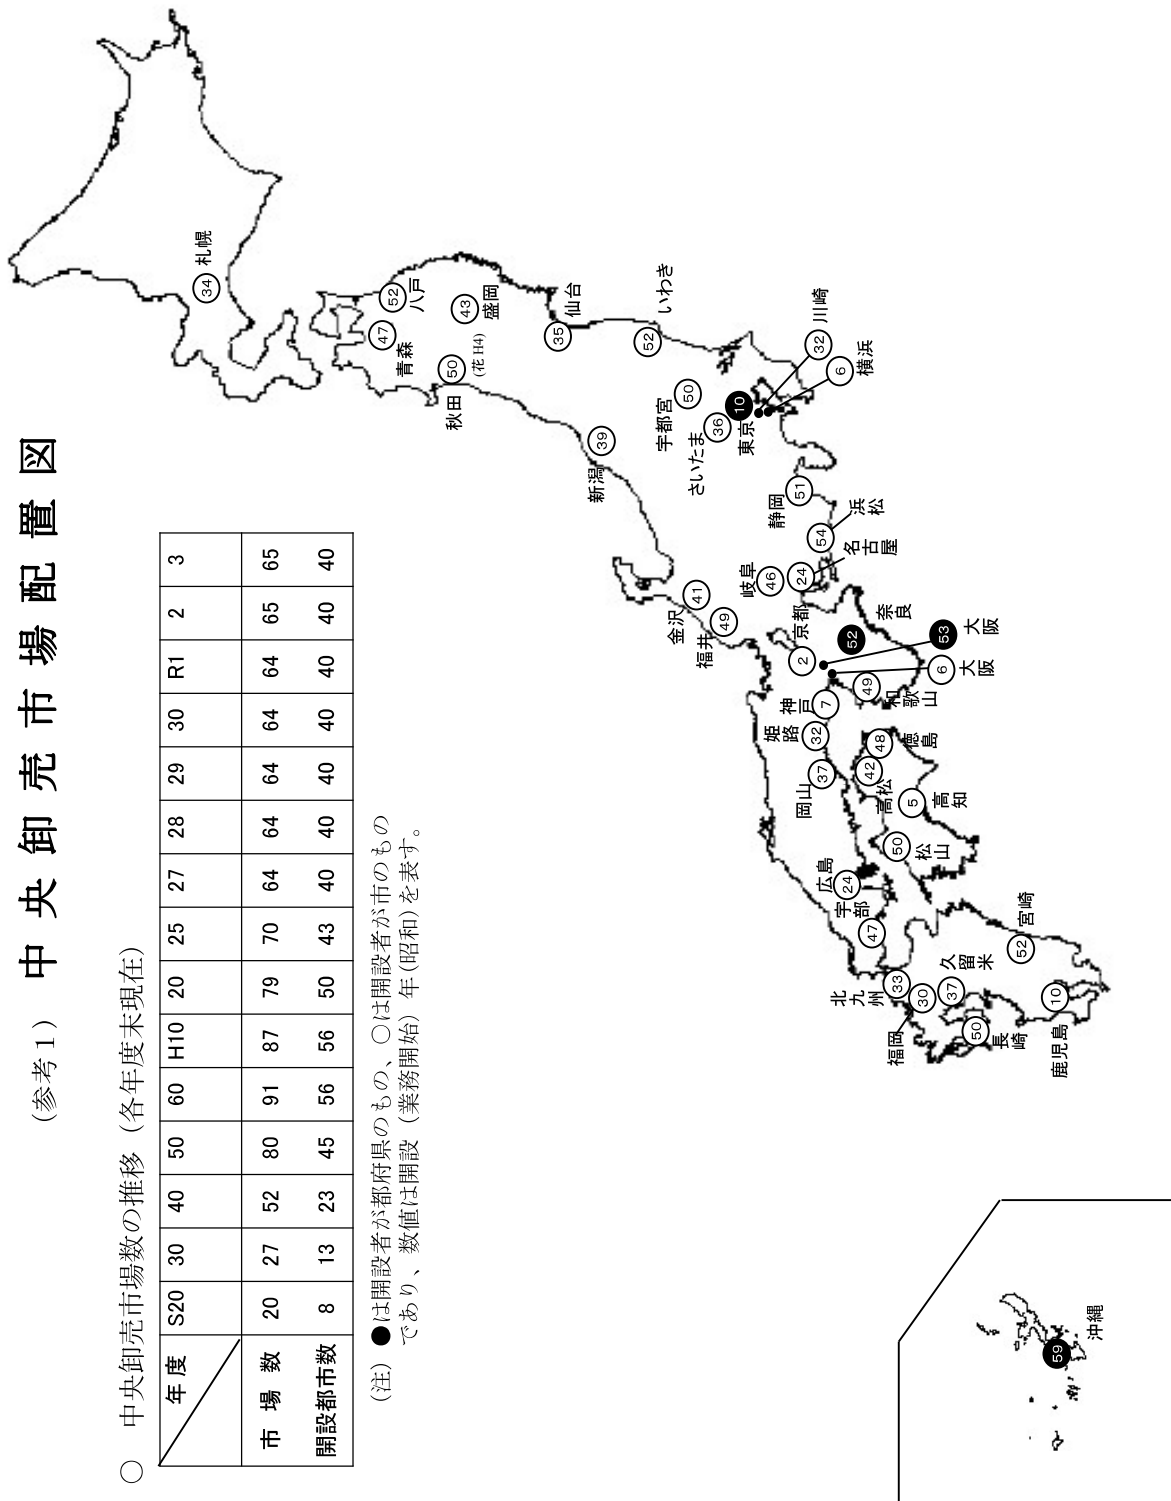 (参考1) 中央卸売市場配置図
○ 中央卸売市場数の推移（各年度末現在）
年度 S20 30 40 50 60 H10 20 25 27 28 29 30 R1 2 3
市場数 20 27 52 80 91 87 79 70 64 64 64 64 64 65 65
開設都市数 8 13 23 45 56 56 50 43 40 40 40 40 40 40 40
(注) ●は開設者が都府県のもの、○は開設者が市のもの
であり、数値は開設（業務開始）年(昭和)を表す。
34 札幌
52 八戸
47 青森
43 盛岡
50 (花 H4) 秋田
35 仙台
52 いわき
39 新潟
50 宇都宮
36 さいたま
10 東京
32 川崎
6 横浜
51 静岡
54 浜松
24 名古屋
46 岐阜
41 金沢
49 福井
2 京都
52 奈良
53 大阪
6 大阪
49 和歌山
7 神戸
32 姫路
37 岡山
48 徳島
42 高松
5 高知
50 松山
24 広島
47 宇部
33 北九州
30 福岡
37 久留米
50 長崎
52 宮崎
10 鹿児島
59 沖縄